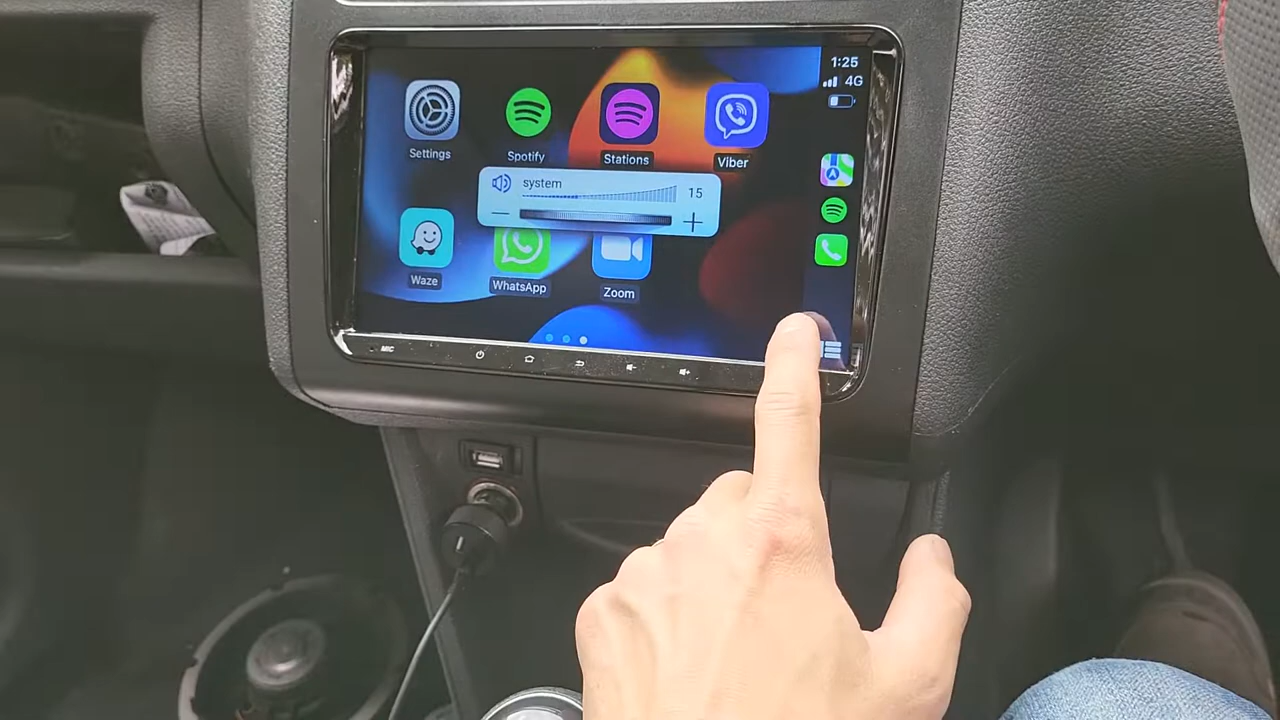 1:25
4G
Settings
Spotify
Stations
Viber
system
15
Waze
WhatsApp
Zoom
MIC